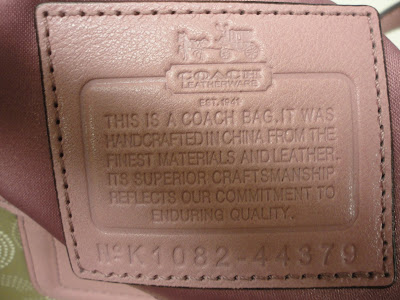 COACH
LEATHERWARE
EST. 1941
THIS IS A COACH BAG. IT WAS
HANDCRAFTED IN CHINA FROM THE
FINEST MATERIALS AND LEATHER.
ITS SUPERIOR CRAFTSMANSHIP
REFLECTS OUR COMMITMENT TO
ENDURING QUALITY.
No K1082-44379